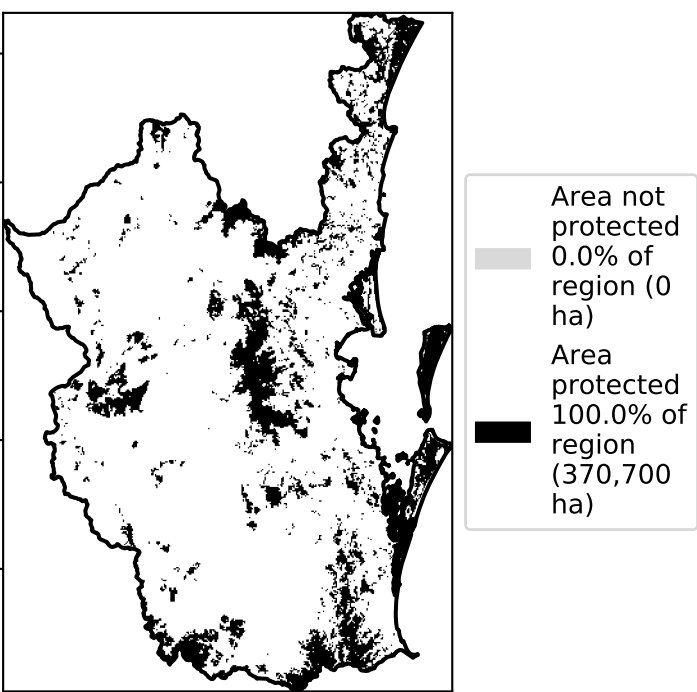 Area not
protected
0.0% of
region (0
ha)
Area
protected
100.0% of
region
(370,700
ha)